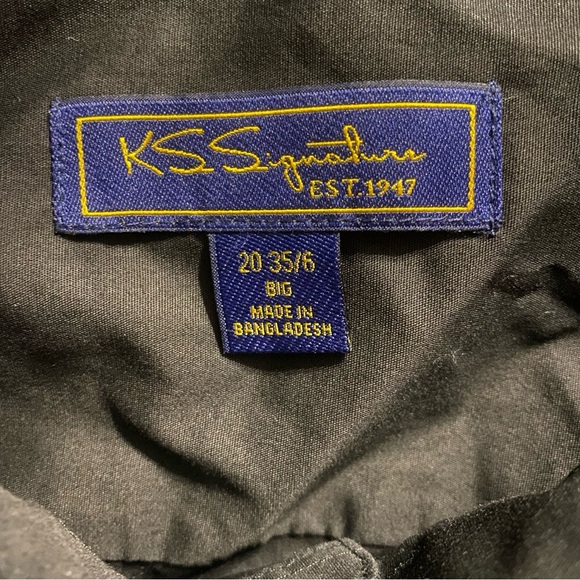 KS Signature
EST. 1947
20 35/6
BIG
MADE IN
BANGLADESH